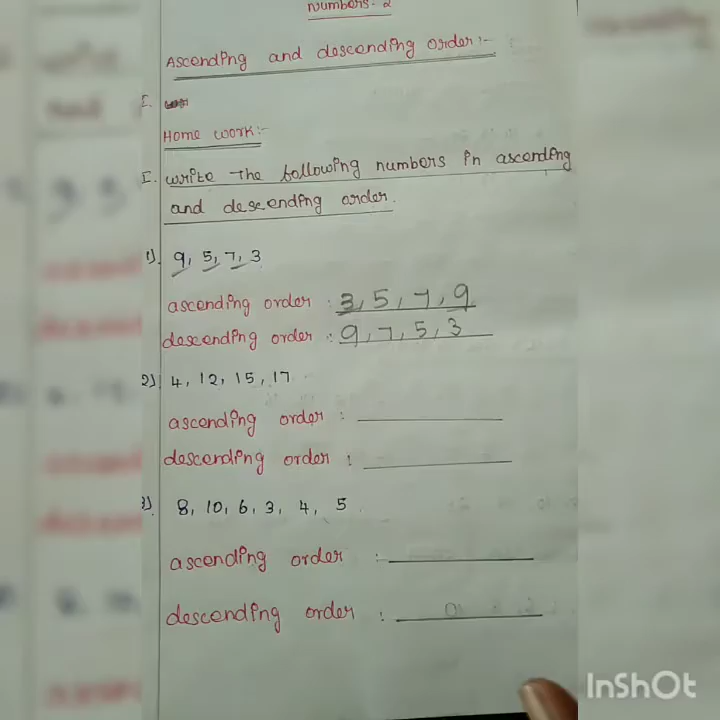 Numbers. 2
Ascending and descending order :-
I.
Home work:-
I. write the following numbers in ascending
and descending order.
1). 9, 5, 7, 3
ascending order : 3, 5, 7, 9
descending order : 9, 7, 5, 3
2) 4, 12, 15, 17
ascending order :
descending order :
3). 8, 10, 6, 3, 4, 5
ascending order :
descending order :
InShOt